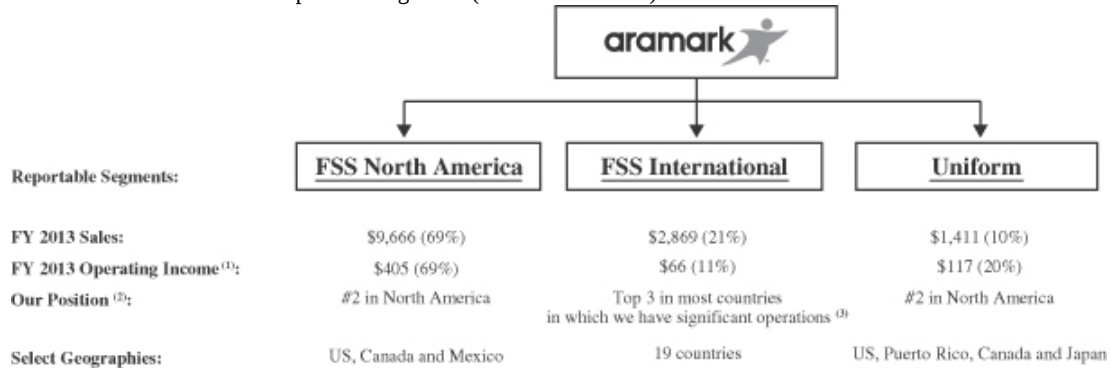 aramark
Reportable Segments: FSS North America FSS International Uniform
FY 2013 Sales: $9,666 (69%) $2,869 (21%) $1,411 (10%)
FY 2013 Operating Income (1): $405 (69%) $66 (11%) $117 (20%)
Our Position (2): #2 in North America Top 3 in most countries #2 in North America
in which we have significant operations (3)
Select Geographies: US, Canada and Mexico 19 countries US, Puerto Rico, Canada and Japan